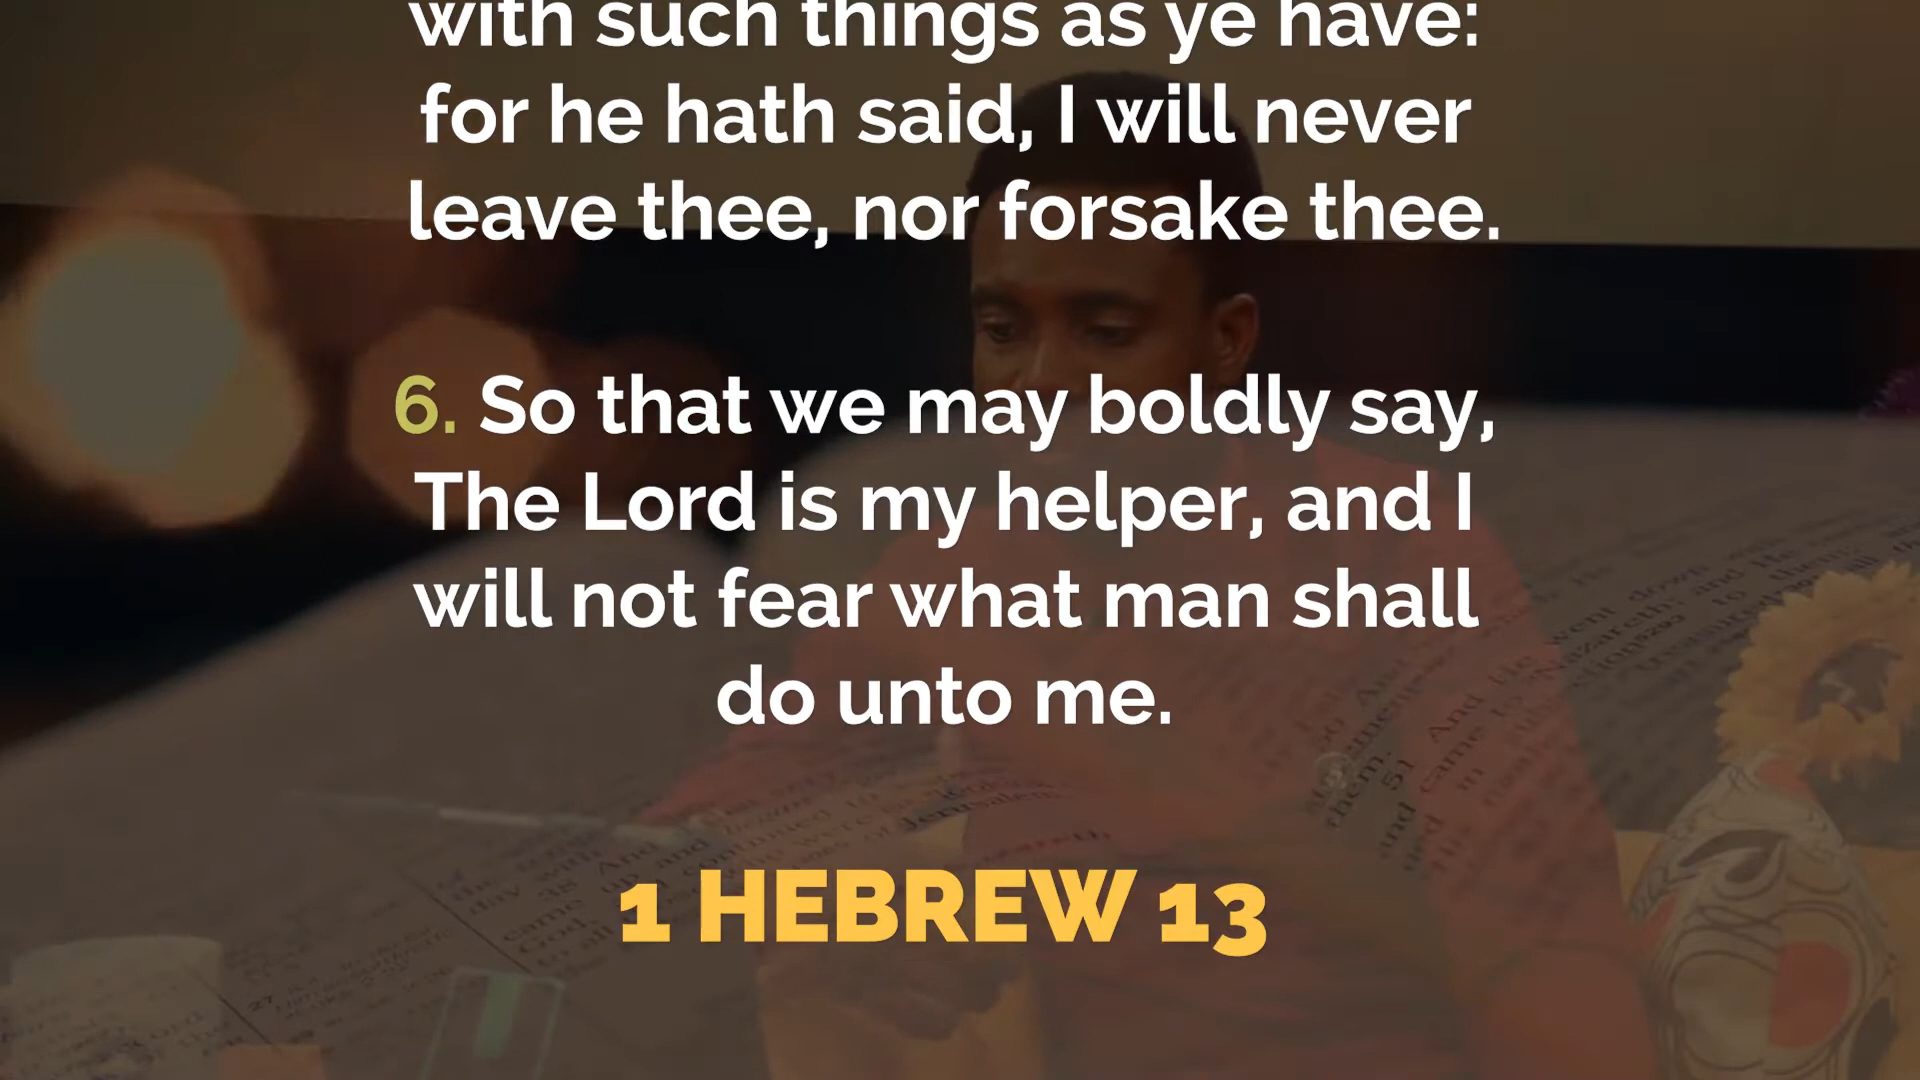 with such things as ye have:
for he hath said, I will never
leave thee, nor forsake thee.
6. So that we may boldly say,
The Lord is my helper, and I
will not fear what man shall
do unto me.
1 HEBREW 13